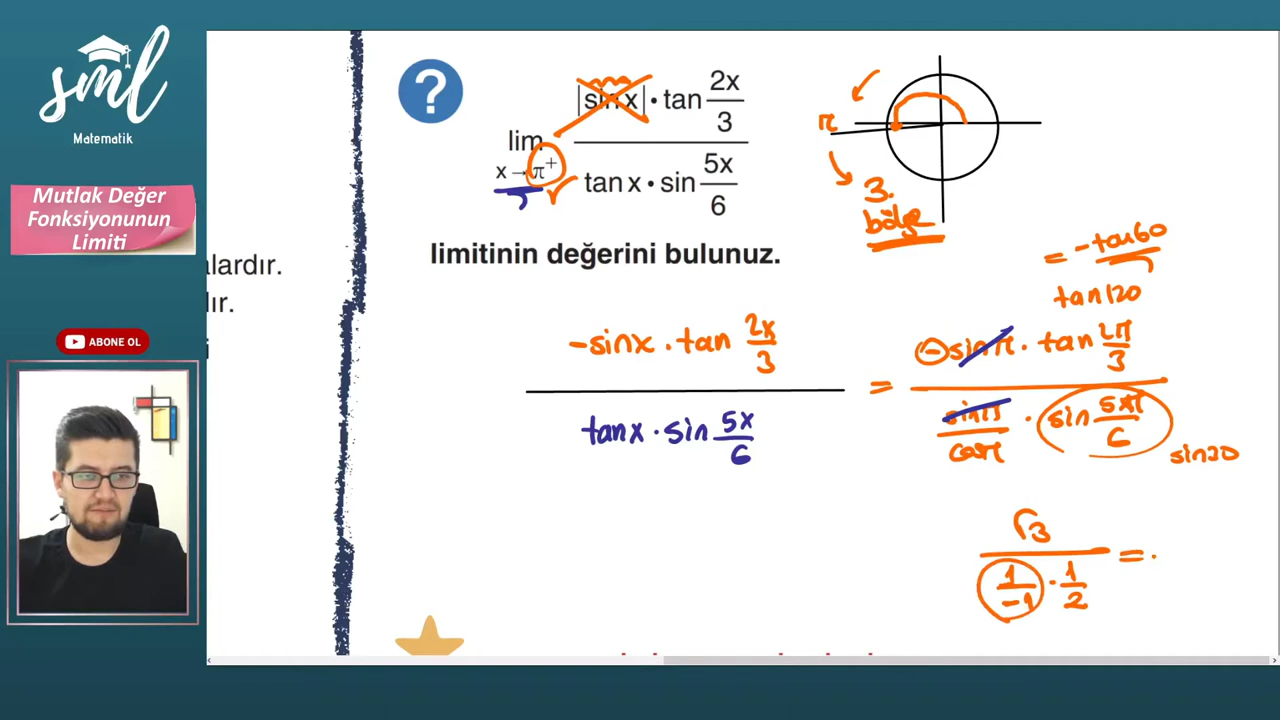 sml
Matematik
Mutlak Değer
Fonksiyonunun
Limiti
alardır.
ır.
i
ABONE OL
?
lim x→π⁺ |sin x| • tan 2x/3
tan x • sin 5x/6
limitinin değerini bulunuz.
π
3.
bölge
= -tan60
tan120
-sinx . tan 2x/3
tanx . sin 5x/6
= -sinπ . tan 2π/3
sinπ/cosπ . sin 5π/6
sin30
√3
1/-1 . 1/2 = .